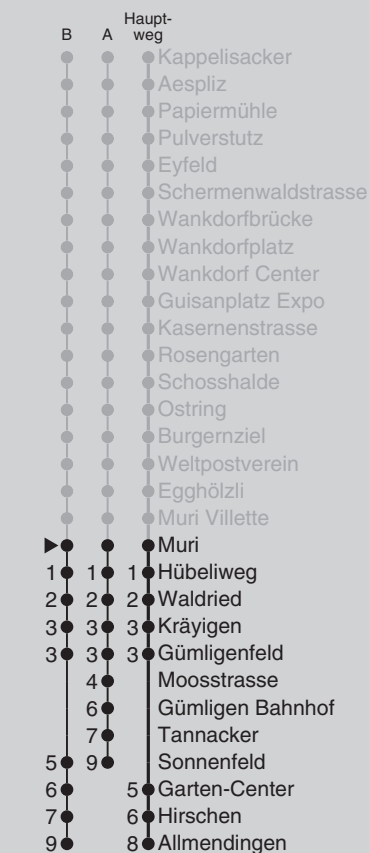 Haupt-
B A weg
Kappelisacker
Aespliz
Papiermühle
Pulverstutz
Eyfeld
Schermenwaldstrasse
Wankdorfbrücke
Wankdorfplatz
Wankdorf Center
Guisanplatz Expo
Kasernenstrasse
Rosengarten
Schosshalde
Ostring
Burgernziel
Weltpostverein
Egghölzli
Muri Villette
Muri
1 1 1 Hübeliweg
2 2 2 Waldried
3 3 3 Kräyigen
3 3 3 Gümligenfeld
4 Moosstrasse
6 Gümligen Bahnhof
7 Tannacker
5 9 Sonnenfeld
6 5 Garten-Center
7 6 Hirschen
9 8 Allmendingen